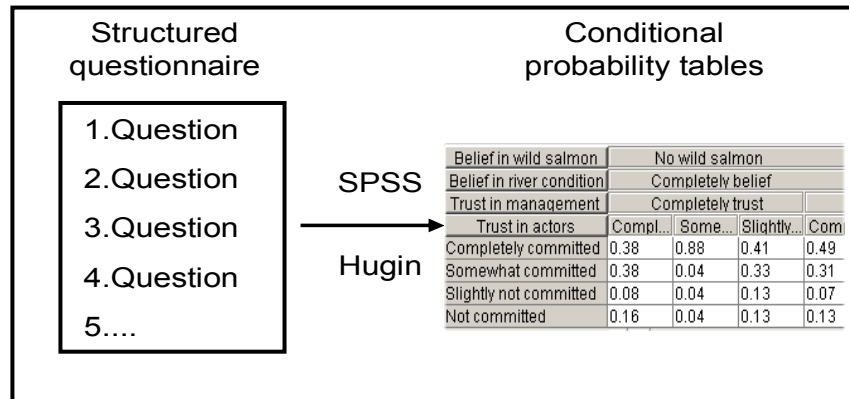 Structured
questionnaire
1.Question
2.Question
3.Question
4.Question
5....
SPSS
Hugin
Conditional
probability tables
Belief in wild salmon No wild salmon
Belief in river condition Completely belief
Trust in management Completely trust
Trust in actors Compl... Some... Slightly... Com
Completely committed 0.38 0.88 0.41 0.49
Somewhat committed 0.38 0.04 0.33 0.31
Slightly not committed 0.08 0.04 0.13 0.07
Not committed 0.16 0.04 0.13 0.13